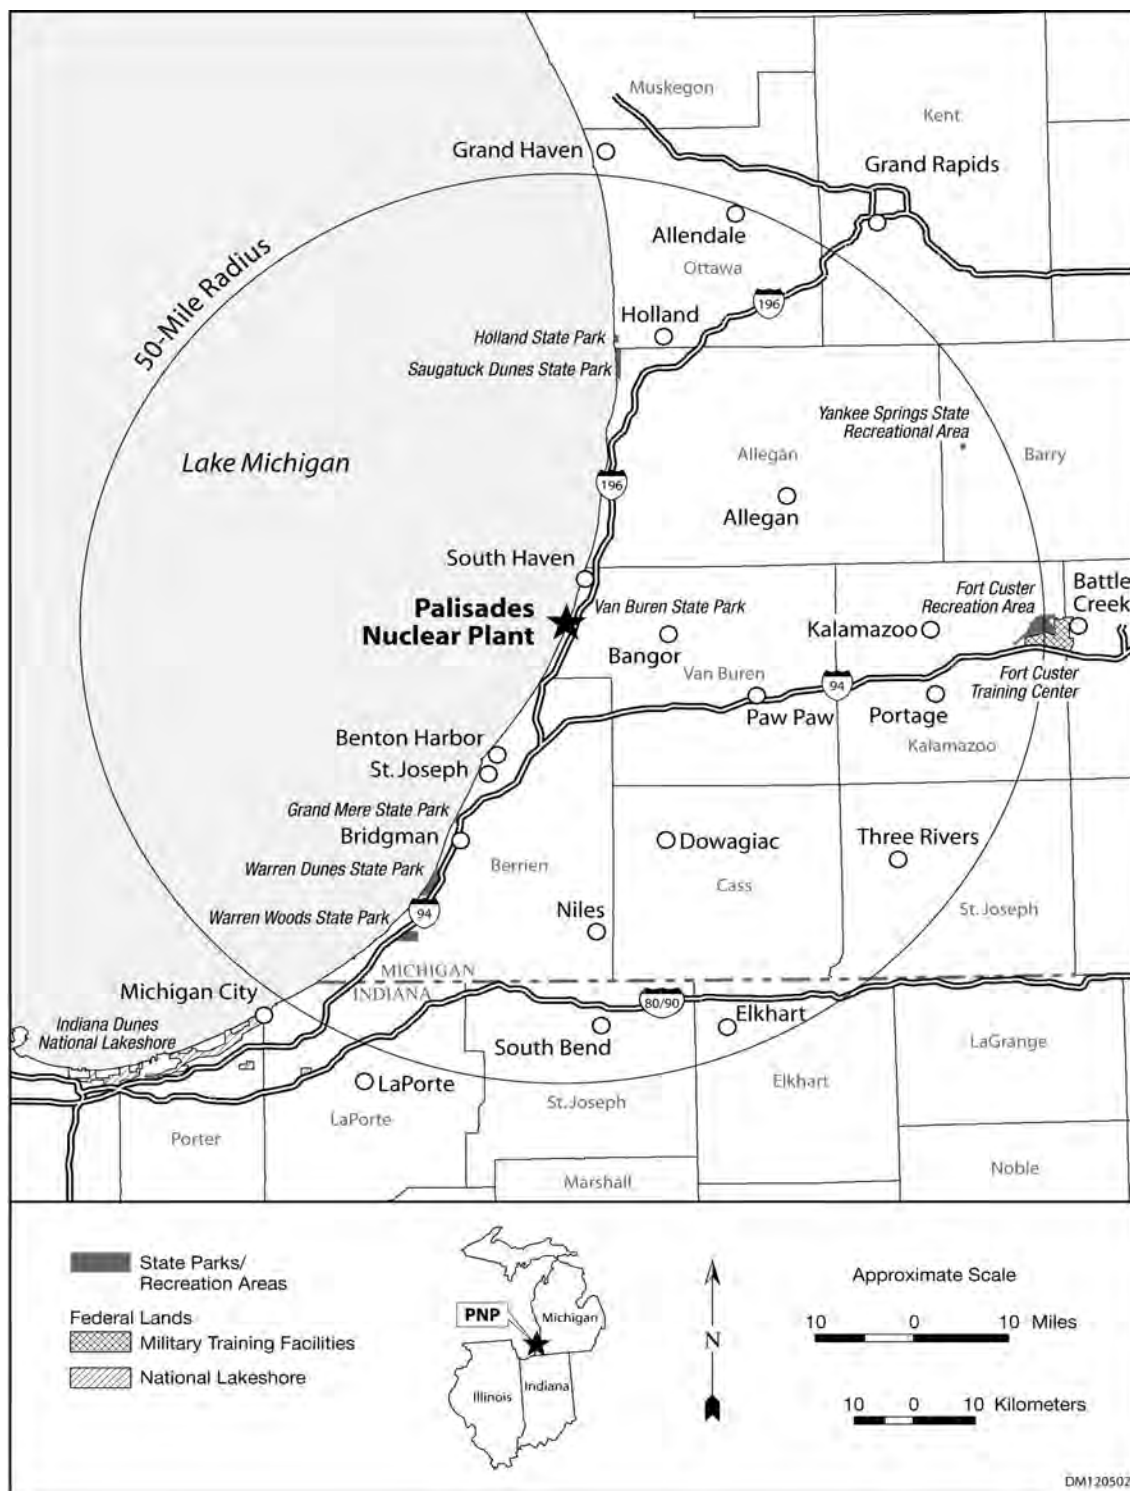 Muskegon
Kent
Grand Haven
Grand Rapids
Allendale
Ottawa
50-Mile Radius
196
Holland
Holland State Park
Saugatuck Dunes State Park
Yankee Springs State
Recreational Area
Lake Michigan
Allegan
Barry
196
Allegan
South Haven
Fort Custer
Recreation Area
Battle
Creek
Palisades
Nuclear Plant
Van Buren State Park
Kalamazoo
Bangor
Van Buren
94
Fort Custer
Training Center
Paw Paw
Portage
Kalamazoo
Benton Harbor
St. Joseph
Grand Mere State Park
Bridgman
Dowagiac
Three Rivers
Warren Dunes State Park
Berrien
Cass
94
Warren Woods State Park
Niles
St. Joseph
MICHIGAN
INDIANA
Michigan City
80/90
Elkhart
Indiana Dunes
National Lakeshore
South Bend
LaGrange
LaPorte
Elkhart
St. Joseph
LaPorte
Porter
Marshall
Noble
State Parks/
Recreation Areas
Federal Lands
Military Training Facilities
National Lakeshore
PNP
Michigan
Illinois
Indiana
N
Approximate Scale
10 0 10 Miles
10 0 10 Kilometers
DM120502